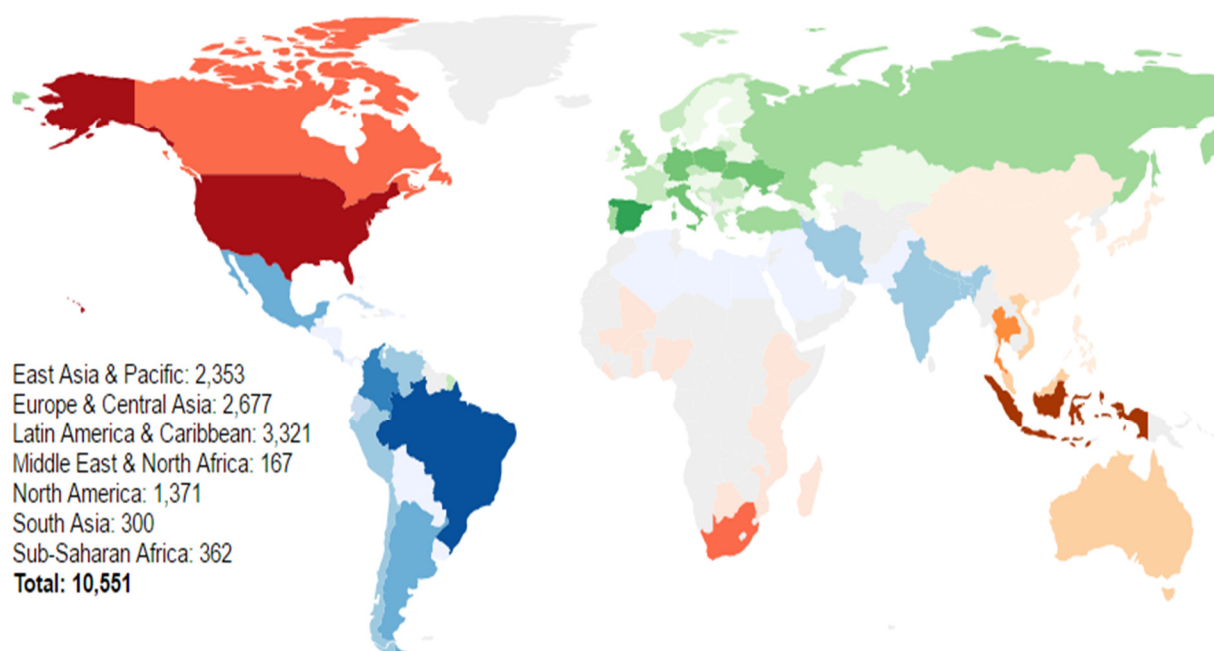 East Asia & Pacific: 2,353
Europe & Central Asia: 2,677
Latin America & Caribbean: 3,321
Middle East & North Africa: 167
North America: 1,371
South Asia: 300
Sub-Saharan Africa: 362
Total: 10,551